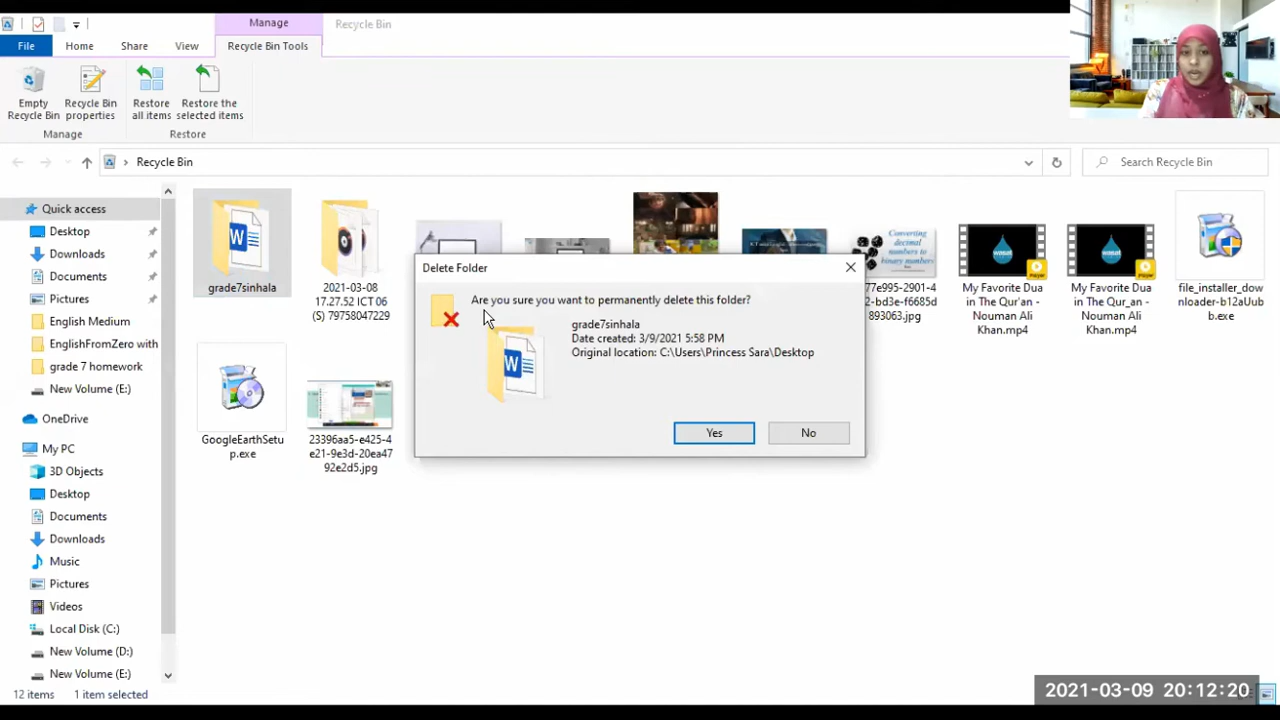 Manage
Recycle Bin
File
Home
Share
View
Recycle Bin Tools
Empty
Recycle Bin
Recycle Bin
properties
Restore
all items
Restore the
selected items
Manage
Restore
Recycle Bin
Search Recycle Bin
Quick access
Desktop
Downloads
Documents
Pictures
English Medium
EnglishFromZero with
grade 7 homework
New Volume (E:)
OneDrive
My PC
3D Objects
Desktop
Documents
Downloads
Music
Pictures
Videos
Local Disk (C:)
New Volume (D:)
New Volume (E:)
grade7sinhala
2021-03-08
17.27.52 ICT 06
(S) 79758047229
Converting
decimal
numbers to
binary numbers
77e995-2901-4
2-bd3e-f6685d
893063.jpg
wasat
My Favorite Dua
in The Qur'an -
Nouman Ali
Khan.mp4
wasat
My Favorite Dua
in The Qur_an -
Nouman Ali
Khan.mp4
file_installer_dow
nloader-b12aUub
b.exe
GoogleEarthSetu
p.exe
23396aa5-e425-4
e21-9e3d-20ea47
92e2d5.jpg
Delete Folder
Are you sure you want to permanently delete this folder?
grade7sinhala
Date created: 3/9/2021 5:58 PM
Original location: C:\Users\Princess Sara\Desktop
Yes
No
12 items
1 item selected
2021-03-09 20:12:20